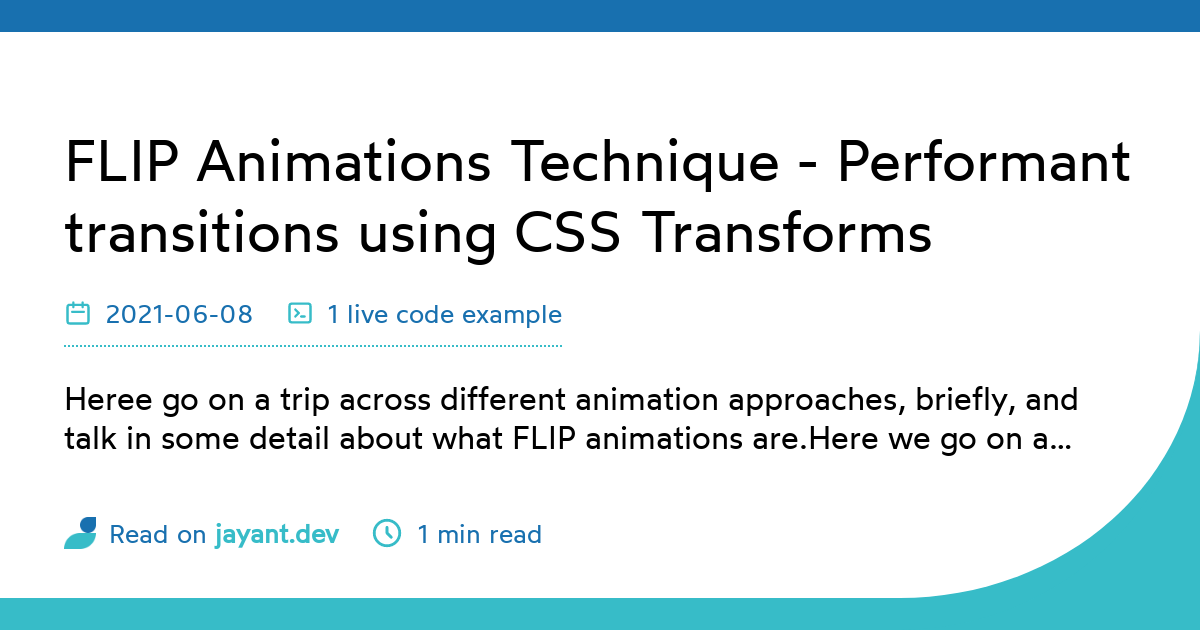 FLIP Animations Technique - Performant
transitions using CSS Transforms
2021-06-08 1 live code example
Heree go on a trip across different animation approaches, briefly, and
talk in some detail about what FLIP animations are.Here we go on a...
Read on jayant.dev 1 min read